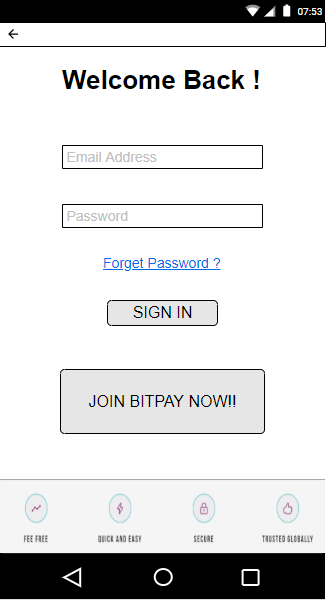 07:53
Welcome Back !
Email Address
Password
Forget Password ?
SIGN IN
JOIN BITPAY NOW!!
FEE FREE QUICK AND EASY SECURE TRUSTED GLOBALLY